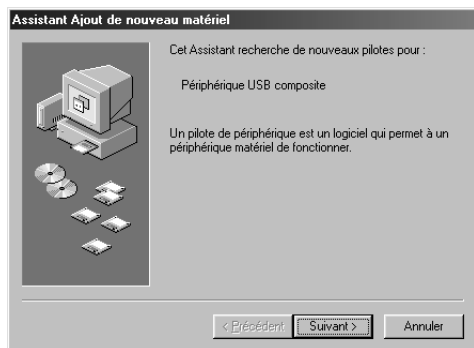 Assistant Ajout de nouveau matériel
Cet Assistant recherche de nouveaux pilotes pour :
Périphérique USB composite
Un pilote de périphérique est un logiciel qui permet à un
périphérique matériel de fonctionner.
< Précédent
Suivant >
Annuler